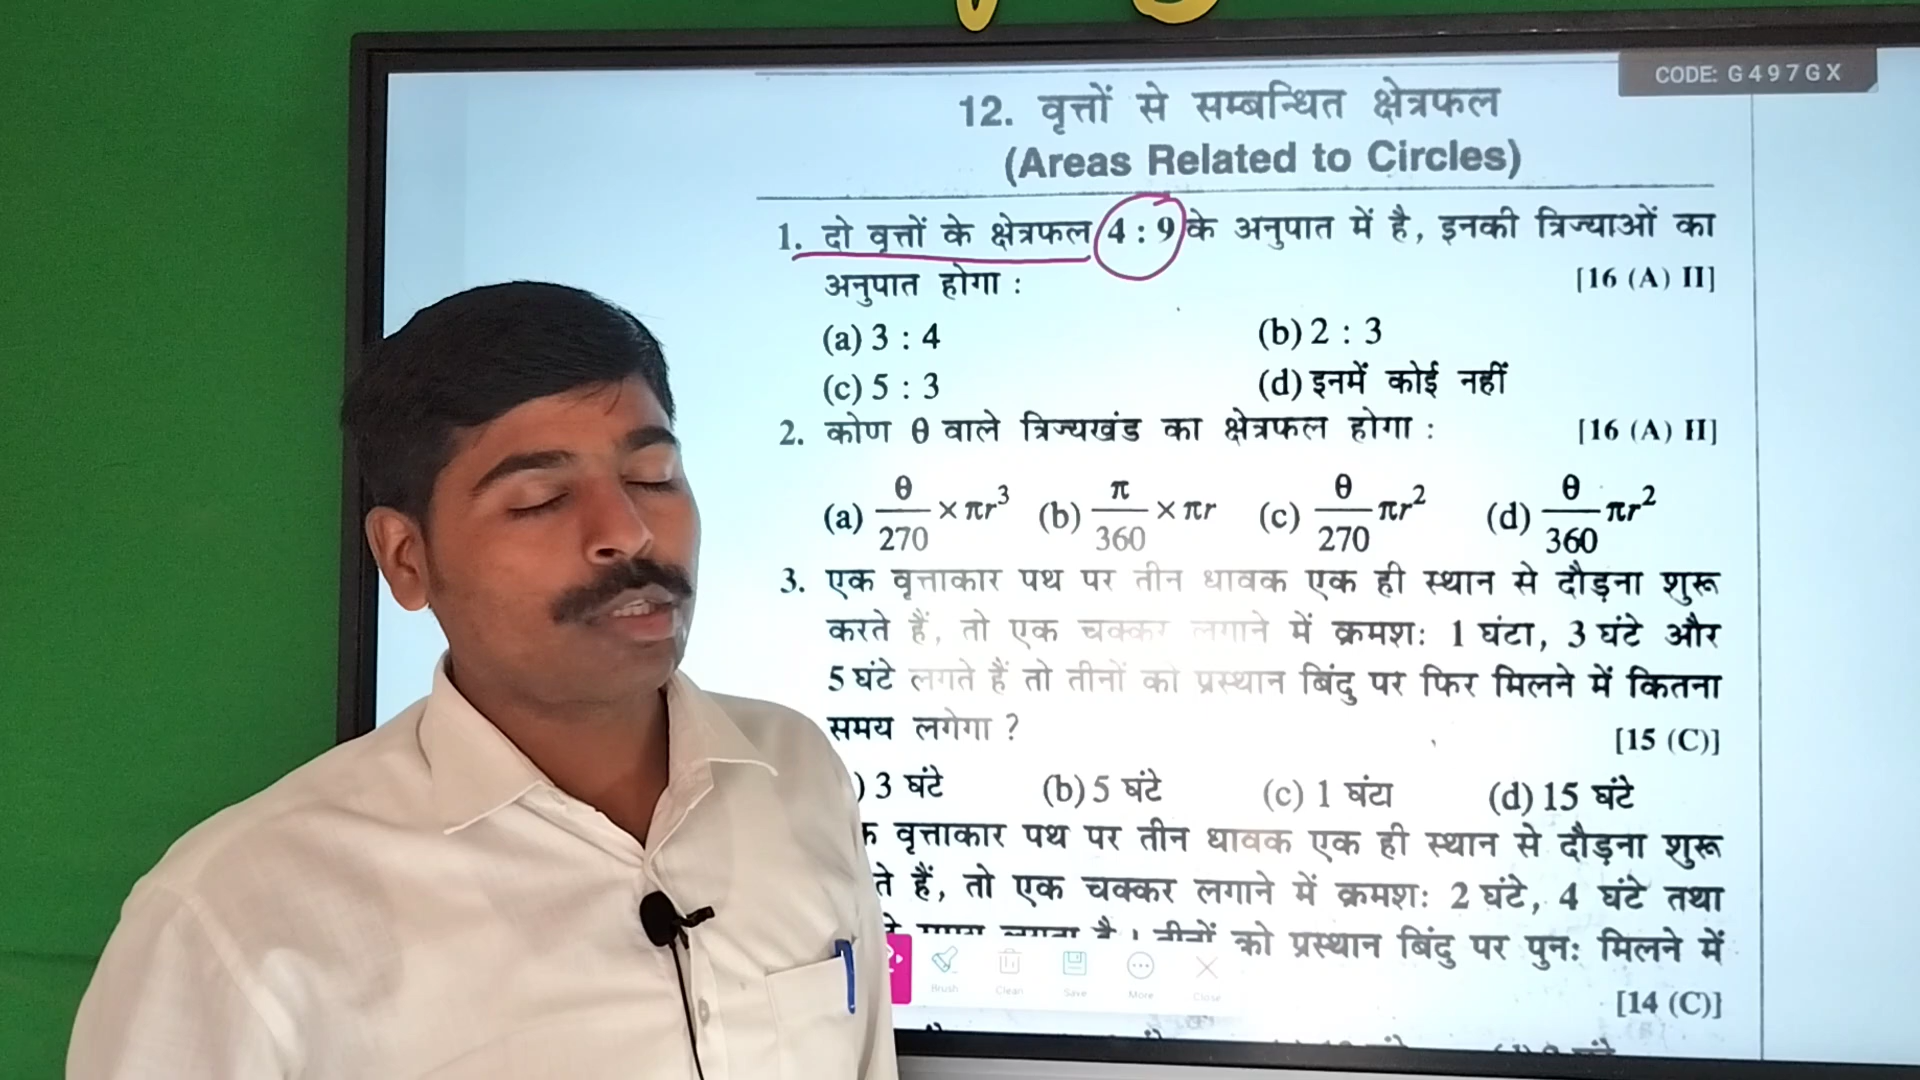 CODE: G497GX
12. वृत्तों से सम्बन्धित क्षेत्रफल
(Areas Related to Circles)
1. दो वृत्तों के क्षेत्रफल 4 : 9 के अनुपात में है, इनकी त्रिज्याओं का
अनुपात होगा : [16 (A) II]
(a) 3 : 4 (b) 2 : 3
(c) 5 : 3 (d) इनमें कोई नहीं
2. कोण θ वाले त्रिज्यखंड का क्षेत्रफल होगा : [16 (A) II]
(a) θ/270 × πr³ (b) π/360 × πr (c) θ/270 πr² (d) θ/360 πr²
3. एक वृत्ताकार पथ पर तीन धावक एक ही स्थान से दौड़ना शुरू
करते हैं, तो एक चक्कर लगाने में क्रमशः 1 घंटा, 3 घंटे और
5 घंटे लगते हैं तो तीनों को प्रस्थान बिंदु पर फिर मिलने में कितना
समय लगेगा ? [15 (C)]
) 3 घंटे (b) 5 घंटे (c) 1 घंटा (d) 15 घंटे
वृत्ताकार पथ पर तीन धावक एक ही स्थान से दौड़ना शुरू
हैं, तो एक चक्कर लगाने में क्रमशः 2 घंटे, 4 घंटे तथा
को प्रस्थान बिंदु पर पुनः मिलने में
Brush Clean Save More Close
[14 (C)]